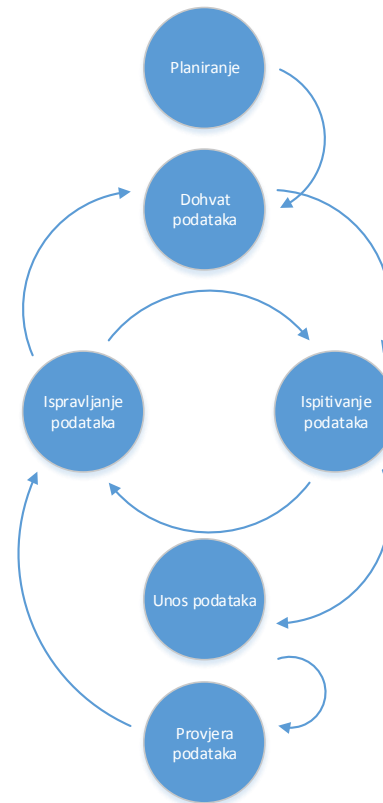 Planiranje
Dohvat
podataka
Ispravljanje
podataka
Ispitivanje
podataka
Unos podataka
Provjera
podataka